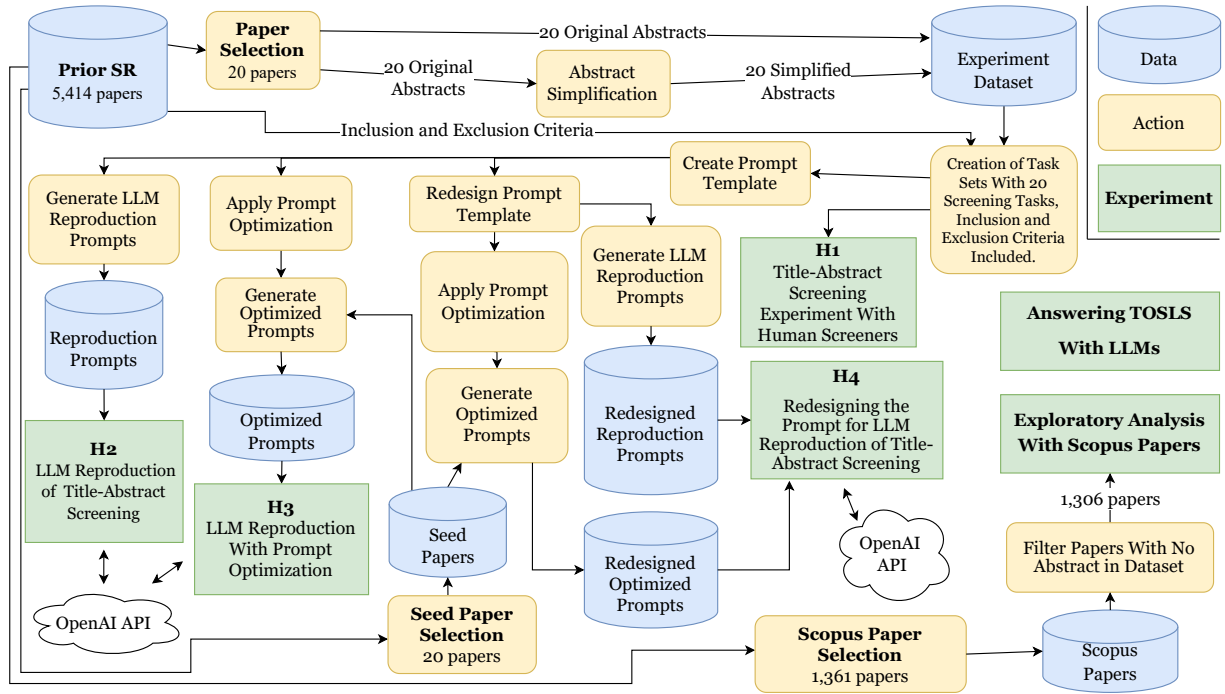 Prior SR
5,414 papers
Paper
Selection
20 papers
20 Original Abstracts
20 Original
Abstracts
Abstract
Simplification
20 Simplified
Abstracts
Experiment
Dataset
Data
Action
Experiment
Inclusion and Exclusion Criteria
Creation of Task
Sets With 20
Screening Tasks,
Inclusion and
Exclusion Criteria
Included.
Create Prompt
Template
Generate LLM
Reproduction
Prompts
Apply Prompt
Optimization
Redesign Prompt
Template
Generate LLM
Reproduction
Prompts
H1
Title-Abstract
Screening
Experiment With
Human Screeners
Reproduction
Prompts
Generate
Optimized
Prompts
Apply Prompt
Optimization
Answering TOSLS
With LLMs
Optimized
Prompts
Generate
Optimized
Prompts
Redesigned
Reproduction
Prompts
H4
Redesigning the
Prompt for LLM
Reproduction of Title-
Abstract Screening
Exploratory Analysis
With Scopus Papers
H2
LLM Reproduction
of Title-Abstract
Screening
H3
LLM Reproduction
With Prompt
Optimization
Seed
Papers
Redesigned
Optimized
Prompts
OpenAI
API
1,306 papers
Filter Papers With No
Abstract in Dataset
OpenAI API
Seed Paper
Selection
20 papers
Scopus Paper
Selection
1,361 papers
Scopus
Papers